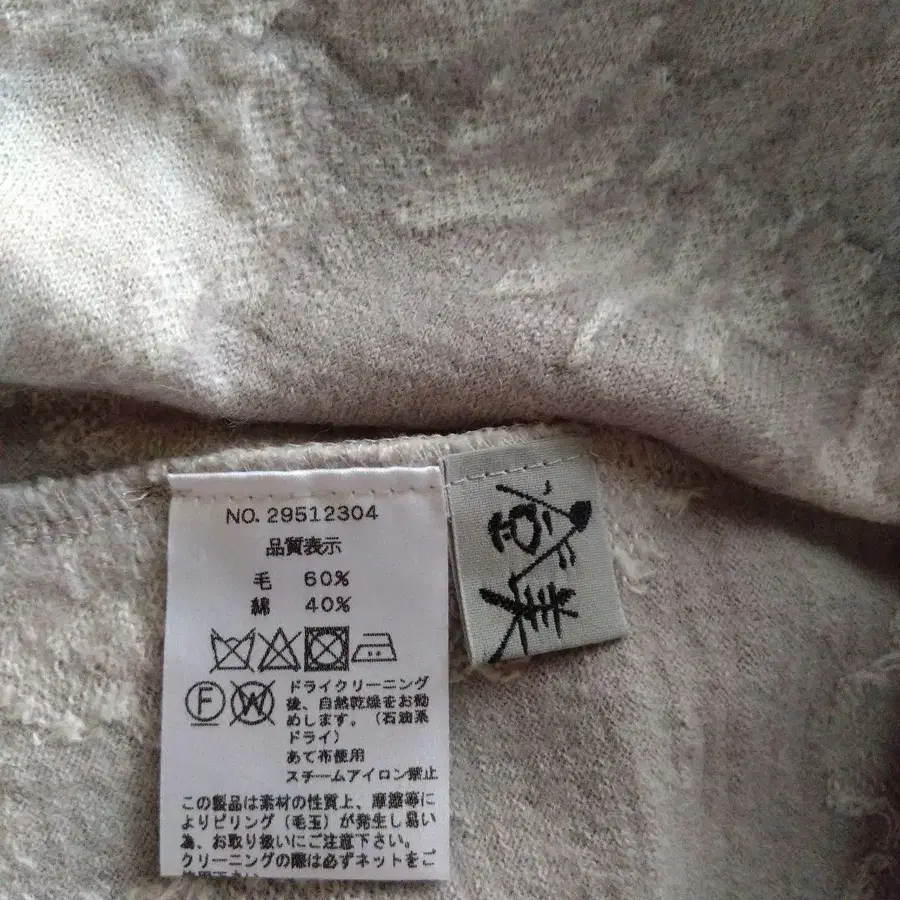 NO. 29512304
品質表示
毛 60%
綿 40%
F
W
ドライクリーニング
後、自然乾燥をお勧
めします。（石油系
ドライ）
あて布使用
スチームアイロン禁止
この製品は素材の性質上、摩擦等に
よりピリング（毛玉）が発生し易い
為、お取り扱いにご注意下さい。
クリーニングの際は必ずネットをご